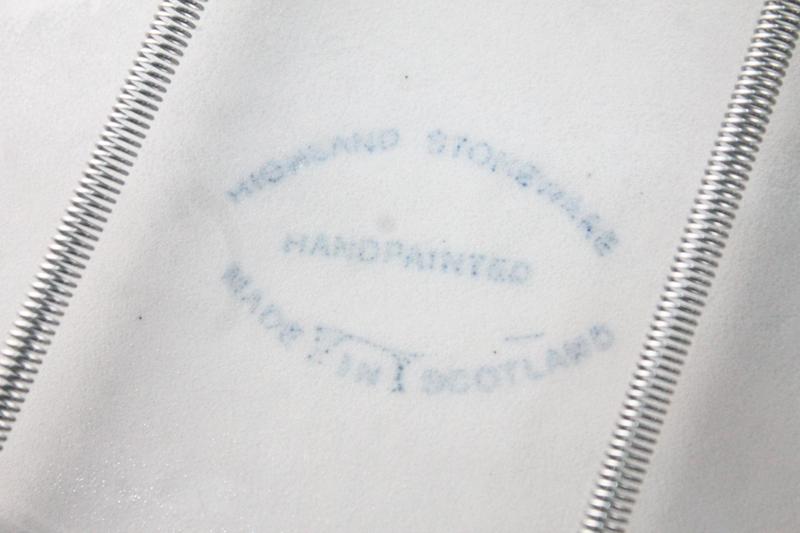 HIGHLAND STONEWARE
HANDPAINTED
MADE IN SCOTLAND